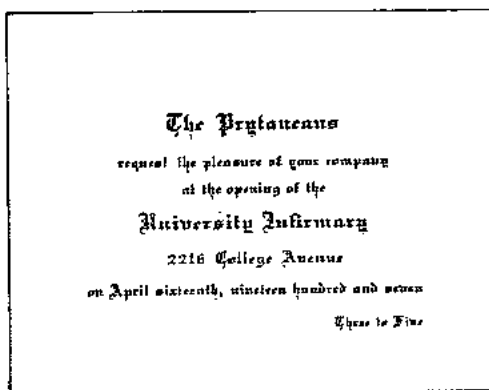 The Prytaneans
request the pleasure of your company
at the opening of the
University Infirmary
2216 College Avenue
on April sixteenth, nineteen hundred and seven
Three to Five